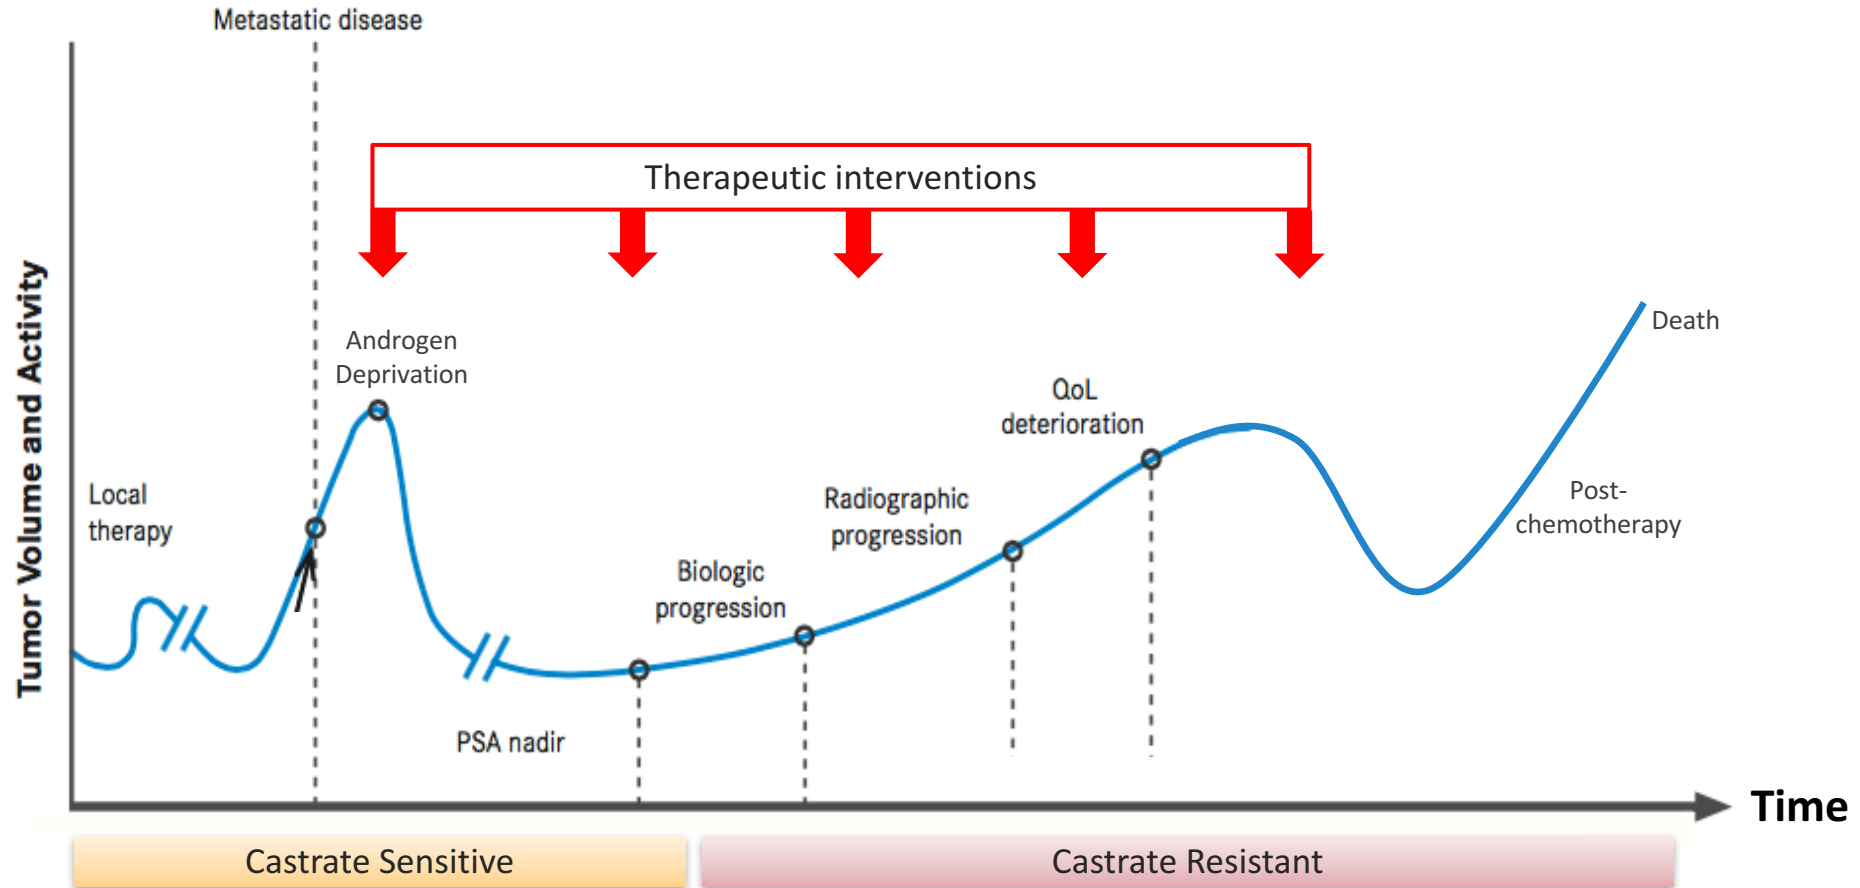 Metastatic disease
Therapeutic interventions
Tumor Volume and Activity
Androgen
Deprivation
Death
QoL
deterioration
Local
therapy
Radiographic
progression
Post-
chemotherapy
Biologic
progression
PSA nadir
Time
Castrate Sensitive
Castrate Resistant